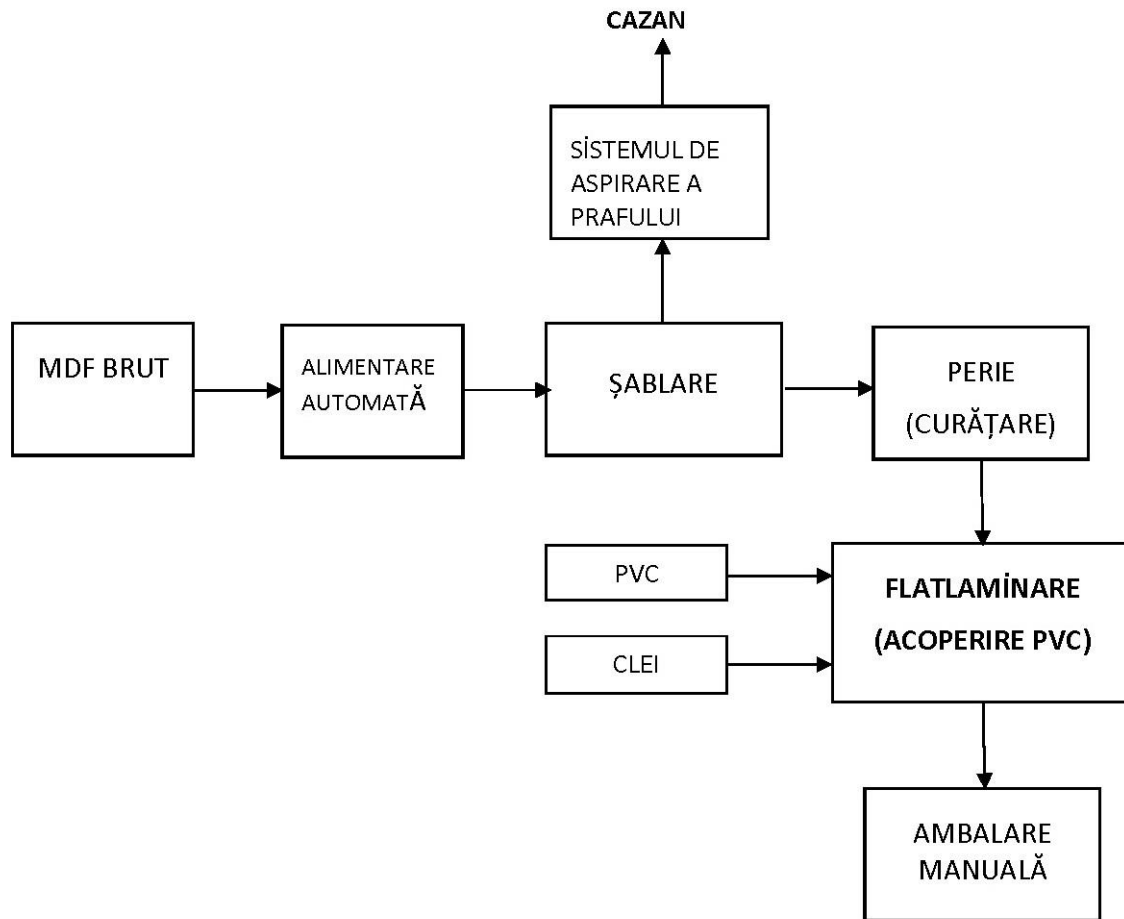 CAZAN
SİSTEMUL DE
ASPIRARE A
PRAFULUI
MDF BRUT
ALIMENTARE
AUTOMATĂ
ȘABLARE
PERIE
(CURĂȚARE)
PVC
CLEI
FLATLAMİNARE
(ACOPERIRE PVC)
AMBALARE
MANUALĂ